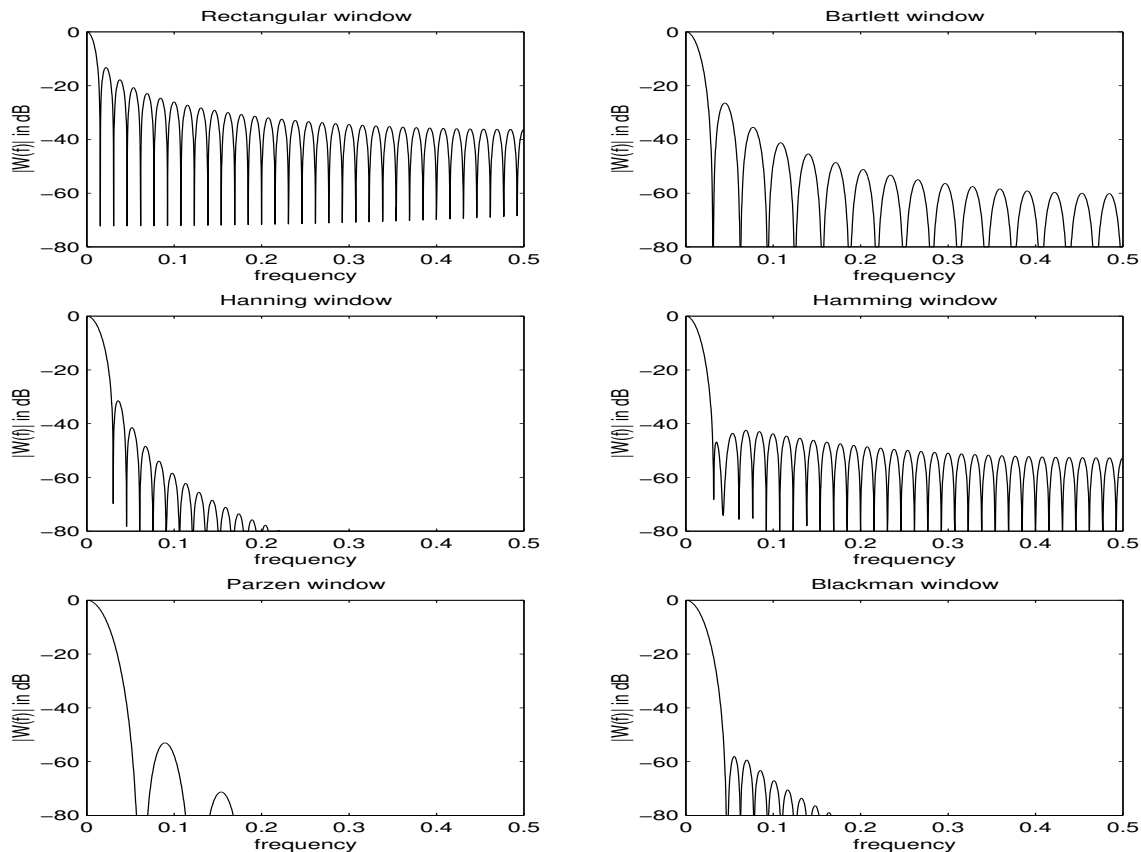 Rectangular window
0
−20
−40
−60
−80
|W(f)| in dB
0 0.1 0.2 0.3 0.4 0.5
frequency
Bartlett window
0
−20
−40
−60
−80
|W(f)| in dB
0 0.1 0.2 0.3 0.4 0.5
frequency
Hanning window
0
−20
−40
−60
−80
|W(f)| in dB
0 0.1 0.2 0.3 0.4 0.5
frequency
Hamming window
0
−20
−40
−60
−80
|W(f)| in dB
0 0.1 0.2 0.3 0.4 0.5
frequency
Parzen window
0
−20
−40
−60
−80
|W(f)| in dB
0 0.1 0.2 0.3 0.4 0.5
frequency
Blackman window
0
−20
−40
−60
−80
|W(f)| in dB
0 0.1 0.2 0.3 0.4 0.5
frequency